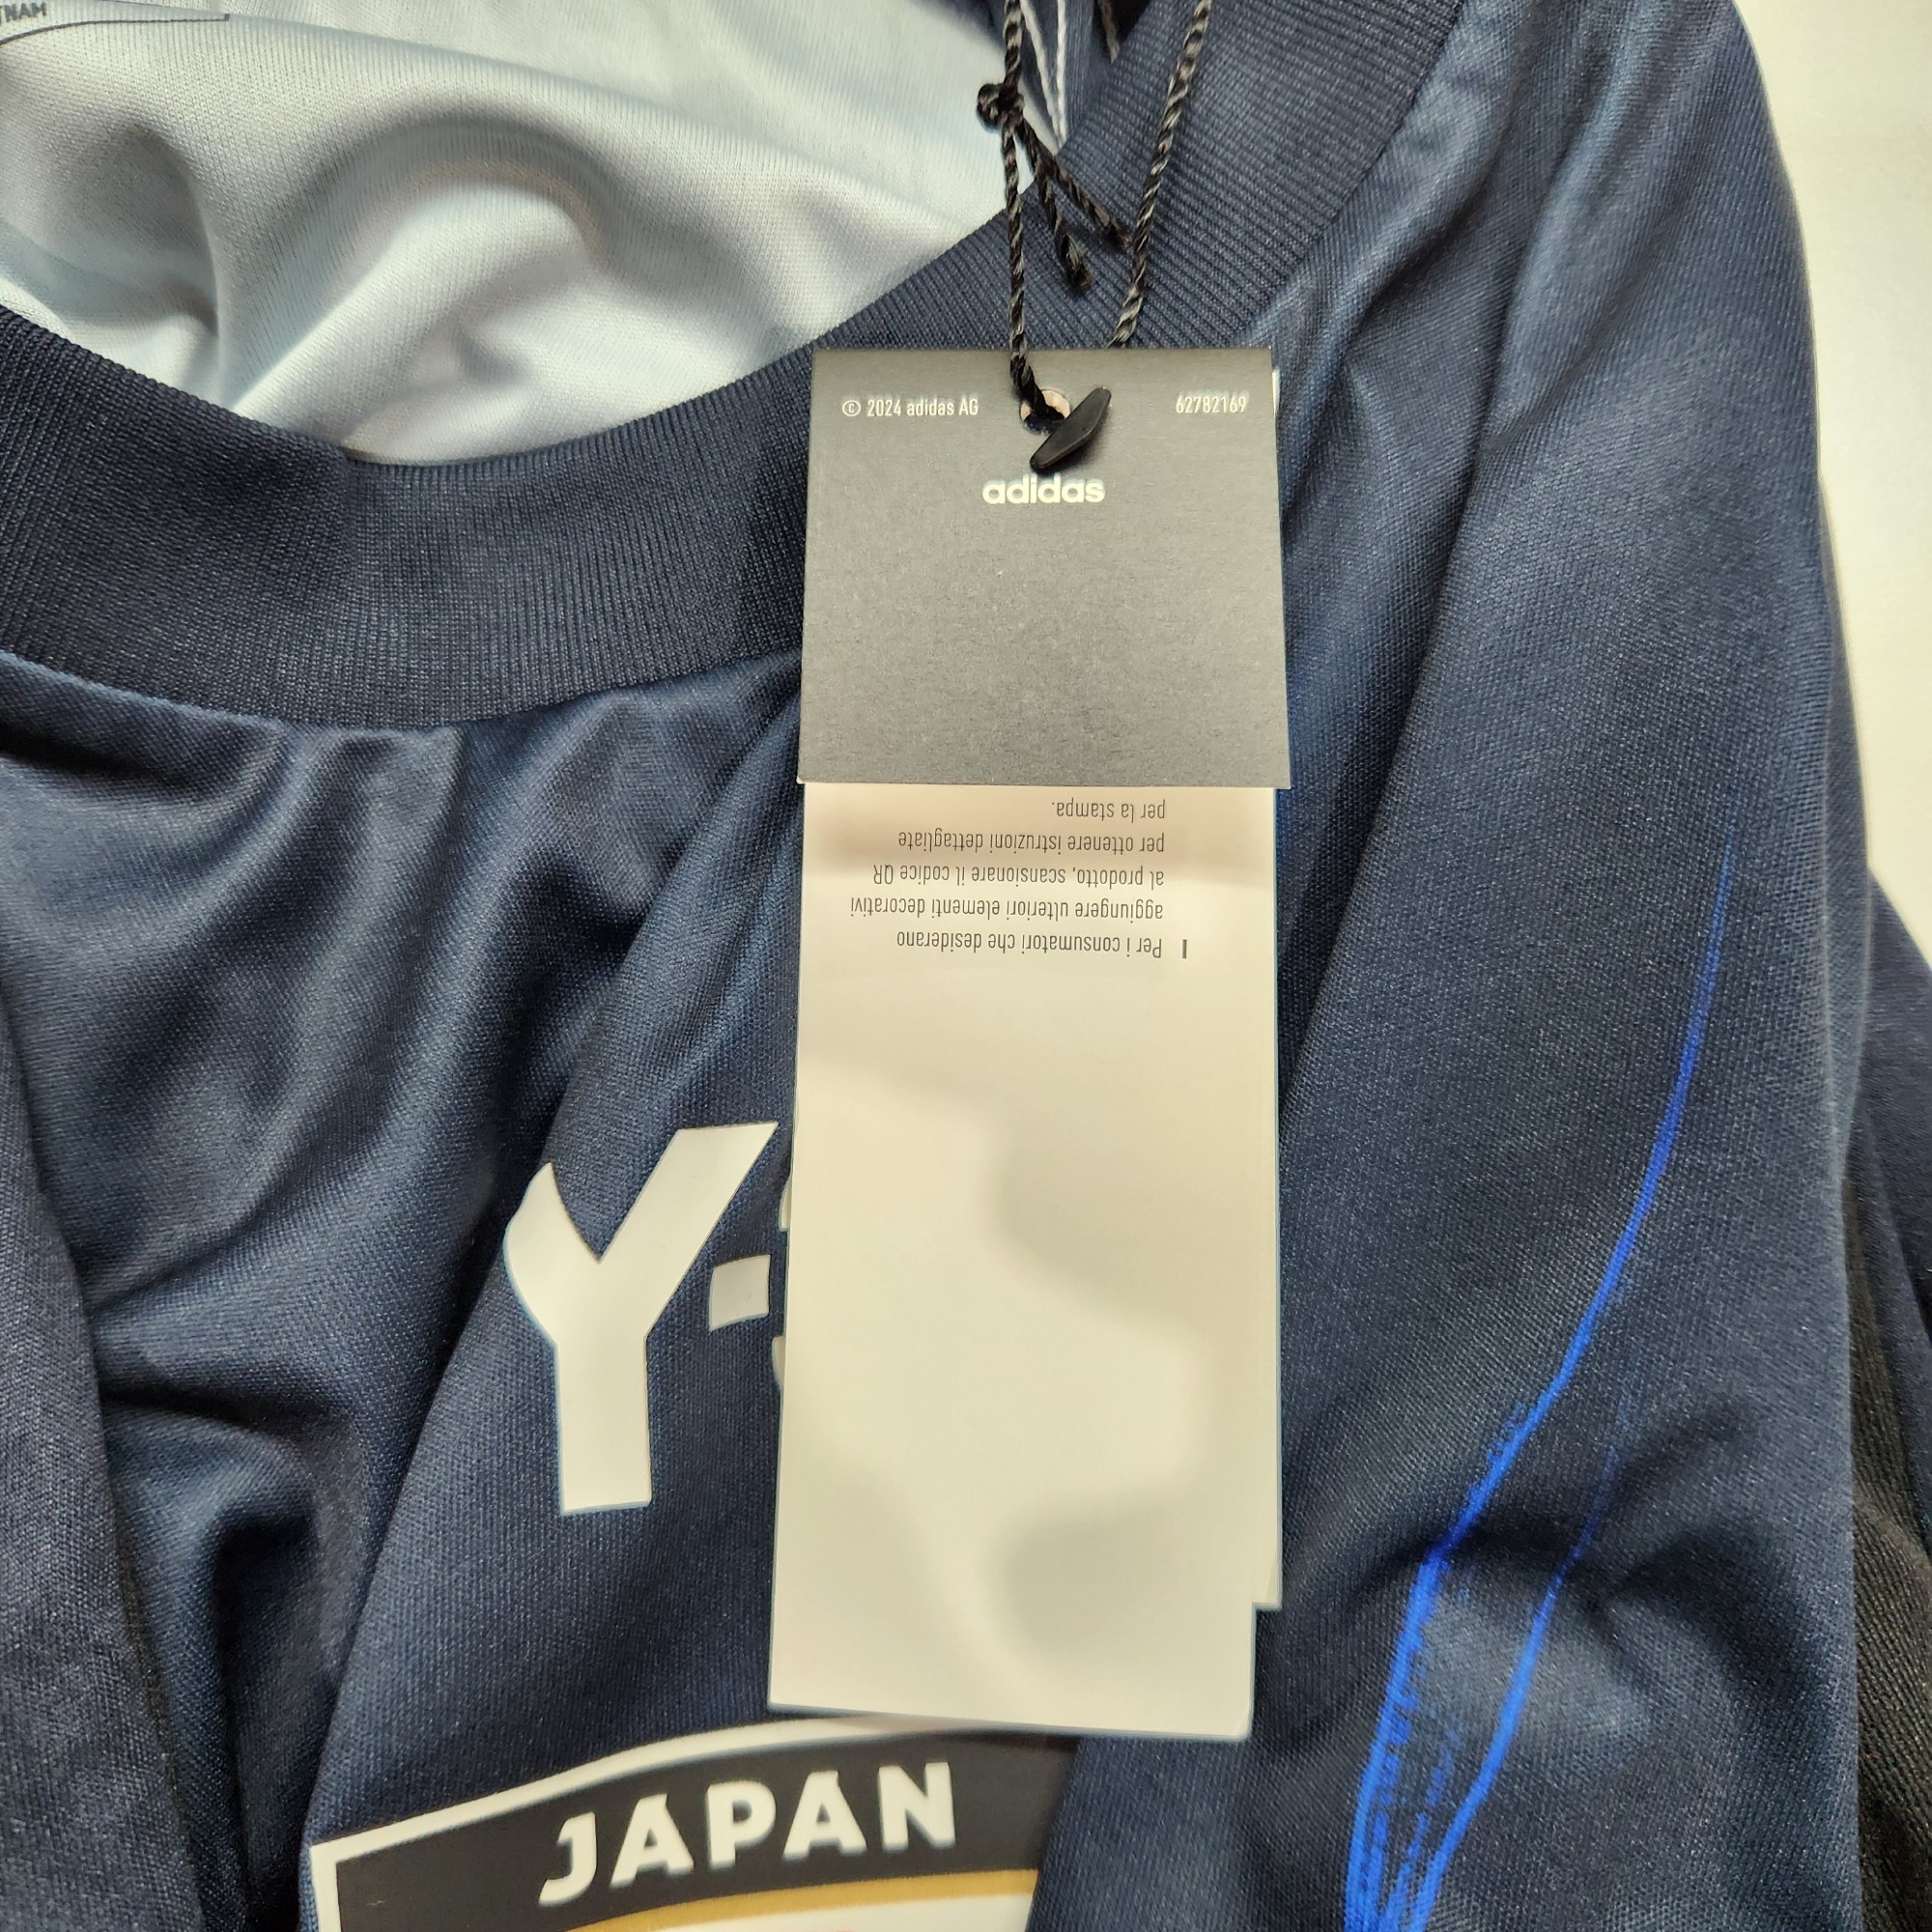 © 2024 adidas AG
62782169
adidas
Per i consumatori che desiderano
aggiungere ulteriori elementi decorativi
al prodotto, scansionare il codice QR
per ottenere istruzioni dettagliate
per la stampa.
Y-
JAPAN